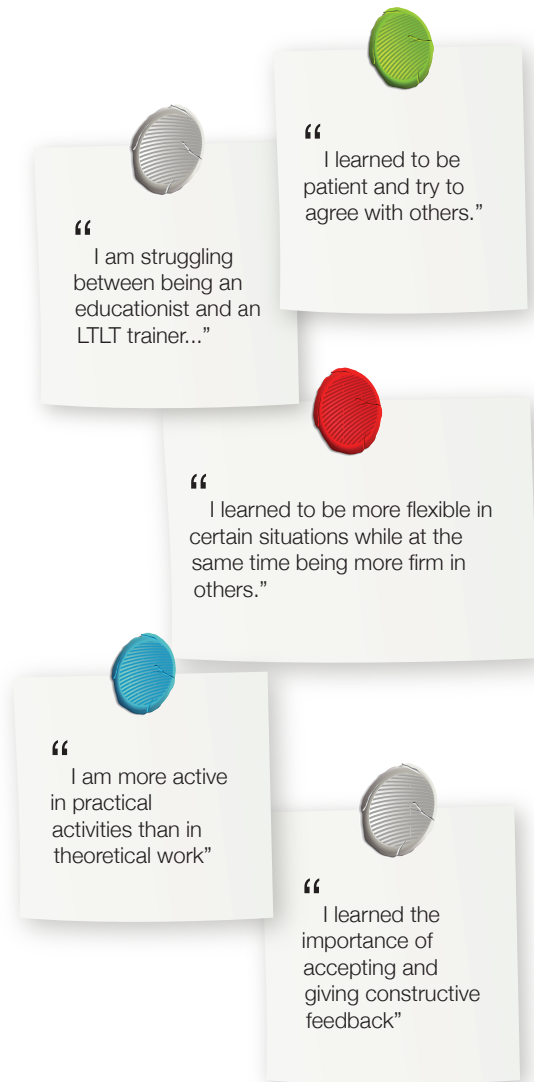 “
I learned to be
patient and try to
agree with others.”
“
I am struggling
between being an
educationist and an
LTLT trainer...”
“
I learned to be more flexible in
certain situations while at the
same time being more firm in
others.”
“
I am more active
in practical
activities than in
theoretical work”
“
I learned the
importance of
accepting and
giving constructive
feedback”